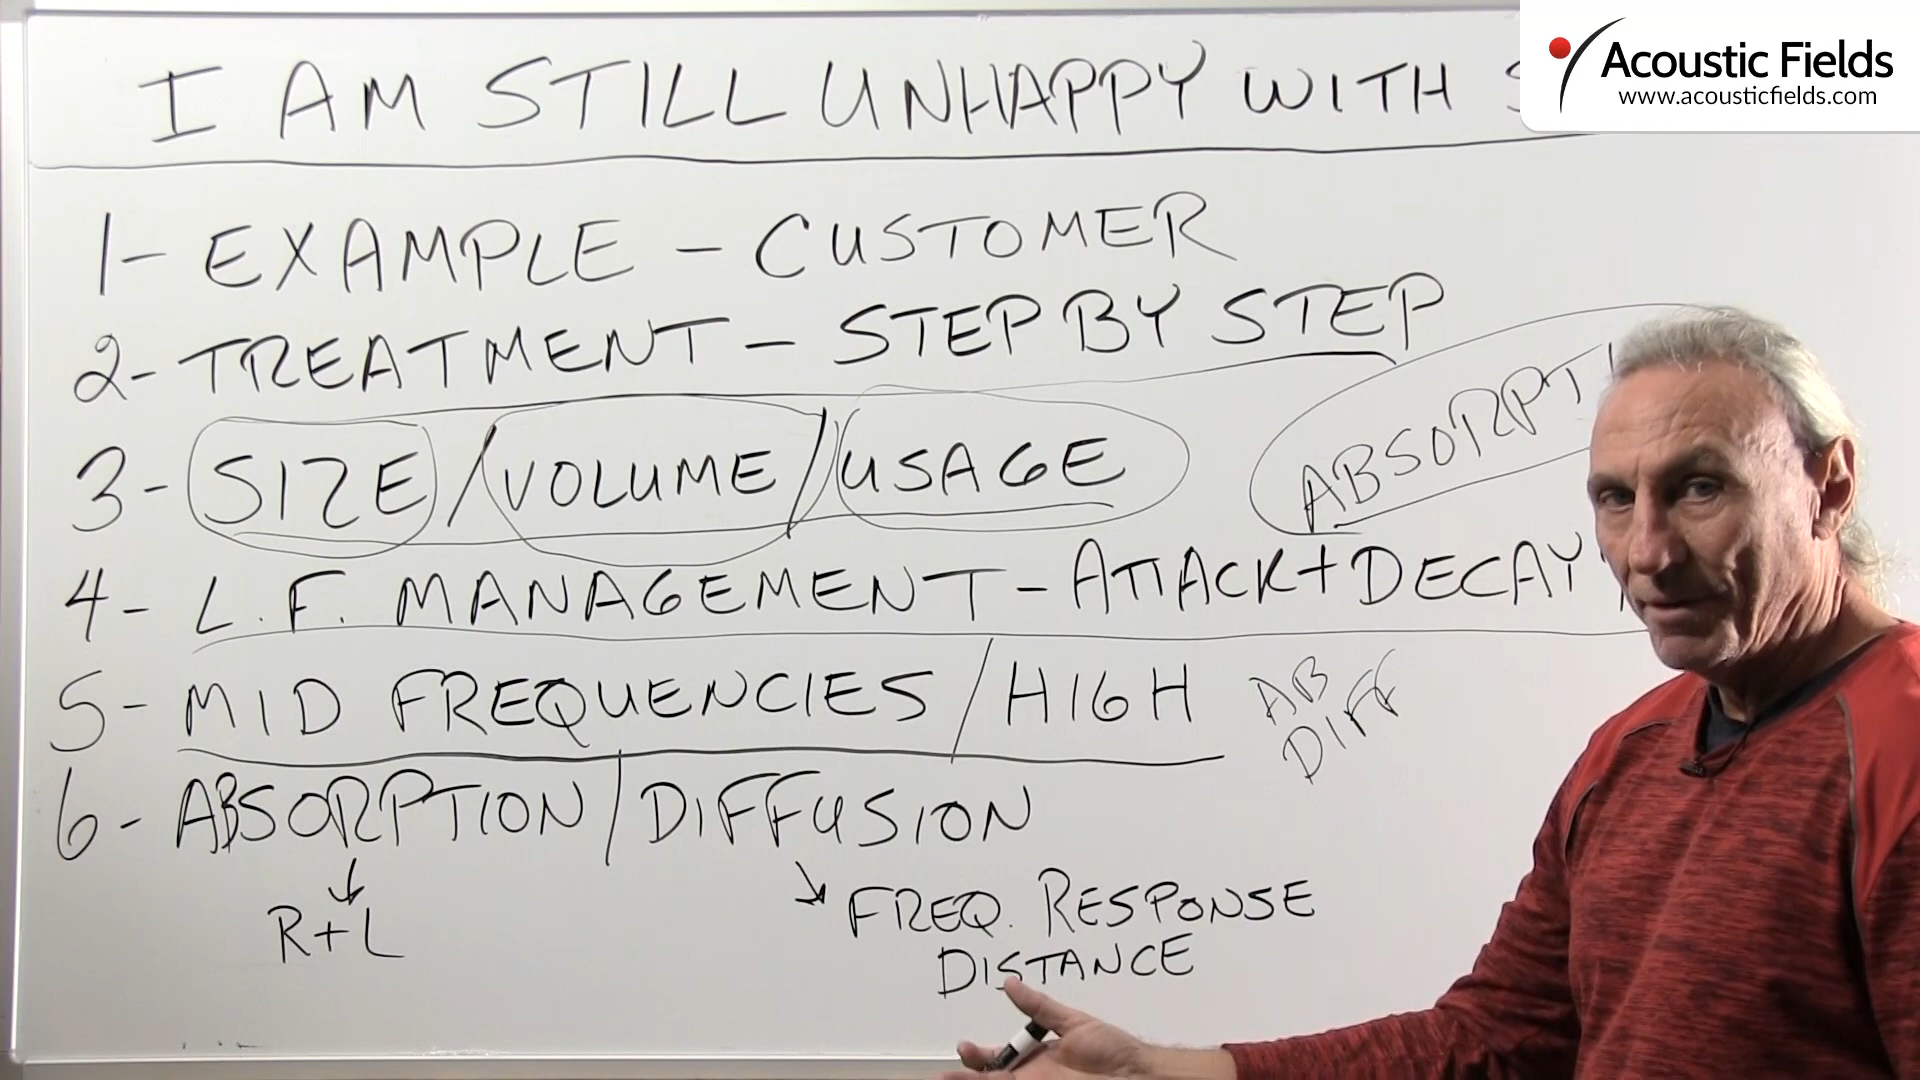 I AM STILL UNHAPPY WITH S
Acoustic Fields
www.acousticfields.com
1- EXAMPLE - CUSTOMER
2- TREATMENT - STEP BY STEP
3- SIZE / VOLUME / USAGE
ABSORPT
4- L.F. MANAGEMENT - ATTACK + DECAY
5- MID FREQUENCIES / HIGH
AB
DIFF
6- ABSORPTION / DIFFUSION
R+L
FREQ. RESPONSE
DISTANCE